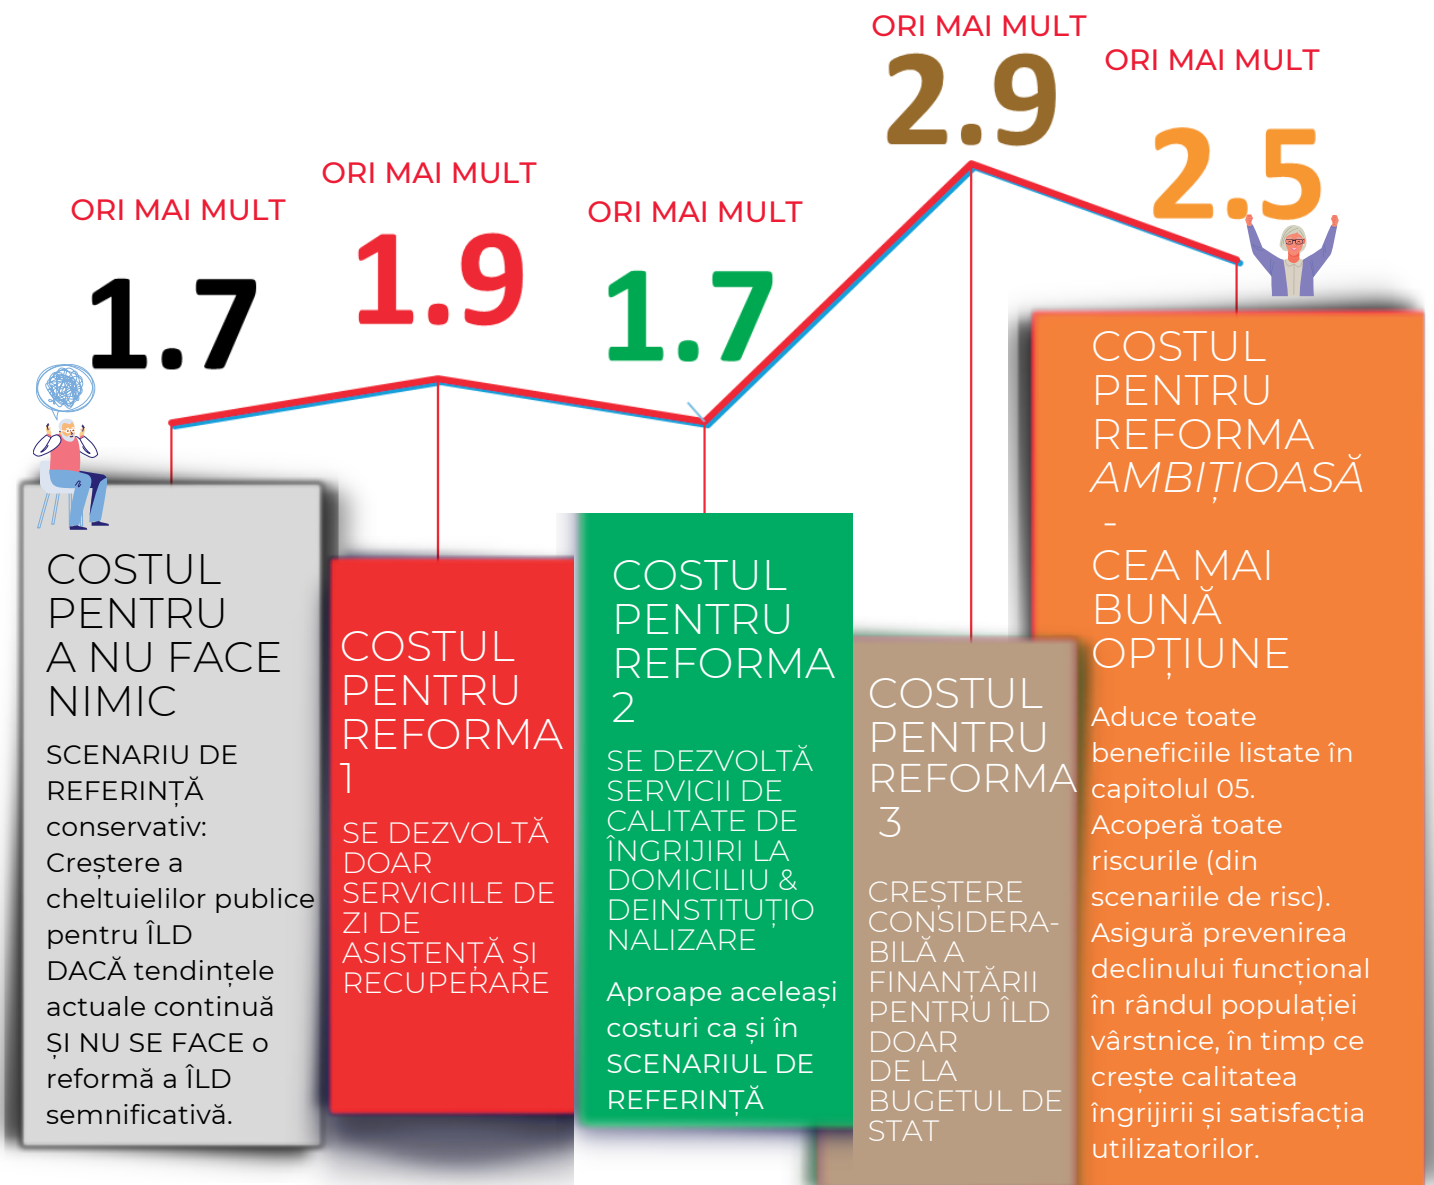 ORI MAI MULT
1.7
COSTUL
PENTRU
A NU FACE
NIMIC
SCENARIU DE
REFERINȚĂ
conservativ:
Creștere a
cheltuielilor publice
pentru ÎLD
DACĂ tendințele
actuale continuă
ȘI NU SE FACE o
reformă a ÎLD
semnificativă.
ORI MAI MULT
1.9
COSTUL
PENTRU
REFORMA
1
SE DEZVOLTĂ
DOAR
SERVICIILE DE
ZI DE
ASISTENȚĂ ȘI
RECUPERARE
ORI MAI MULT
1.7
COSTUL
PENTRU
REFORMA
2
SE DEZVOLTĂ
SERVICII DE
CALITATE DE
ÎNGRIJIRI LA
DOMICILIU &
DEINSTITUȚIO
NALIZARE
Aproape aceleași
costuri ca și în
SCENARIUL DE
REFERINȚĂ
ORI MAI MULT
2.9
COSTUL
PENTRU
REFORMA
3
CREȘTERE
CONSIDERA-
BILĂ A
FINANȚĂRII
PENTRU ÎLD
DOAR
DE LA
BUGETUL DE
STAT
ORI MAI MULT
2.5
COSTUL
PENTRU
REFORMA
AMBIȚIOASĂ
-
CEA MAI
BUNĂ
OPȚIUNE
Aduce toate
beneficiile listate în
capitolul 05.
Acoperă toate
riscurile (din
scenariile de risc).
Asigură prevenirea
declinului funcțional
în rândul populației
vârstnice, în timp ce
crește calitatea
îngrijirii și satisfacția
utilizatorilor.